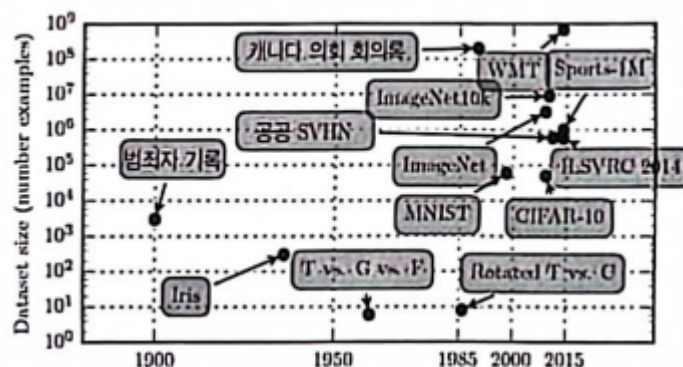 Dataset size (number examples)
10⁹
10⁸
10⁷
10⁶
10⁵
10⁴
10³
10²
10¹
10⁰
캐니다 의회 회의록
WMT
Sports-1M
ImageNet10k
공공 SVHN
범죄자 기록
ImageNet
ILSVRC 2014
MNIST
CIFAR-10
Iris
T vs. G vs. F
Rotated T vs. C
1900
1950
1985
2000
2015